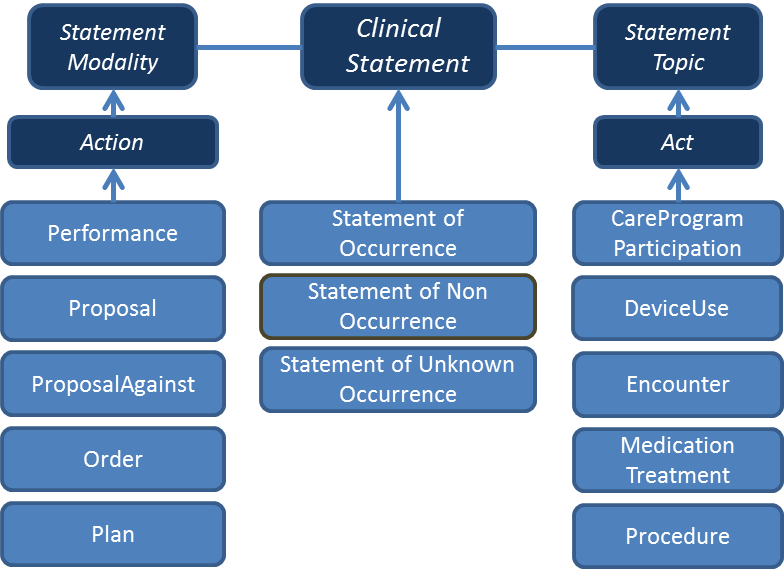 Statement
Modality
Clinical
Statement
Statement
Topic
Action
Act
Performance
Proposal
ProposalAgainst
Order
Plan
Statement of
Occurrence
Statement of Non
Occurrence
Statement of Unknown
Occurrence
CareProgram
Participation
DeviceUse
Encounter
Medication
Treatment
Procedure